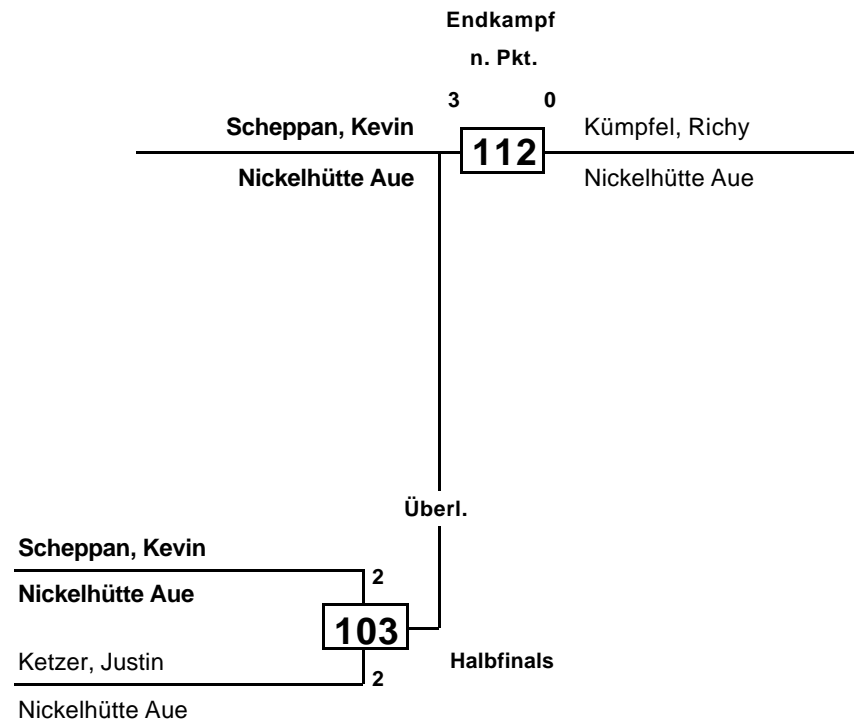 Endkampf
n. Pkt.
3 0
Scheppan, Kevin 112 Kümpfel, Richy
Nickelhütte Aue Nickelhütte Aue
Überl.
Scheppan, Kevin
2
Nickelhütte Aue
103
Ketzer, Justin Halbfinals
2
Nickelhütte Aue